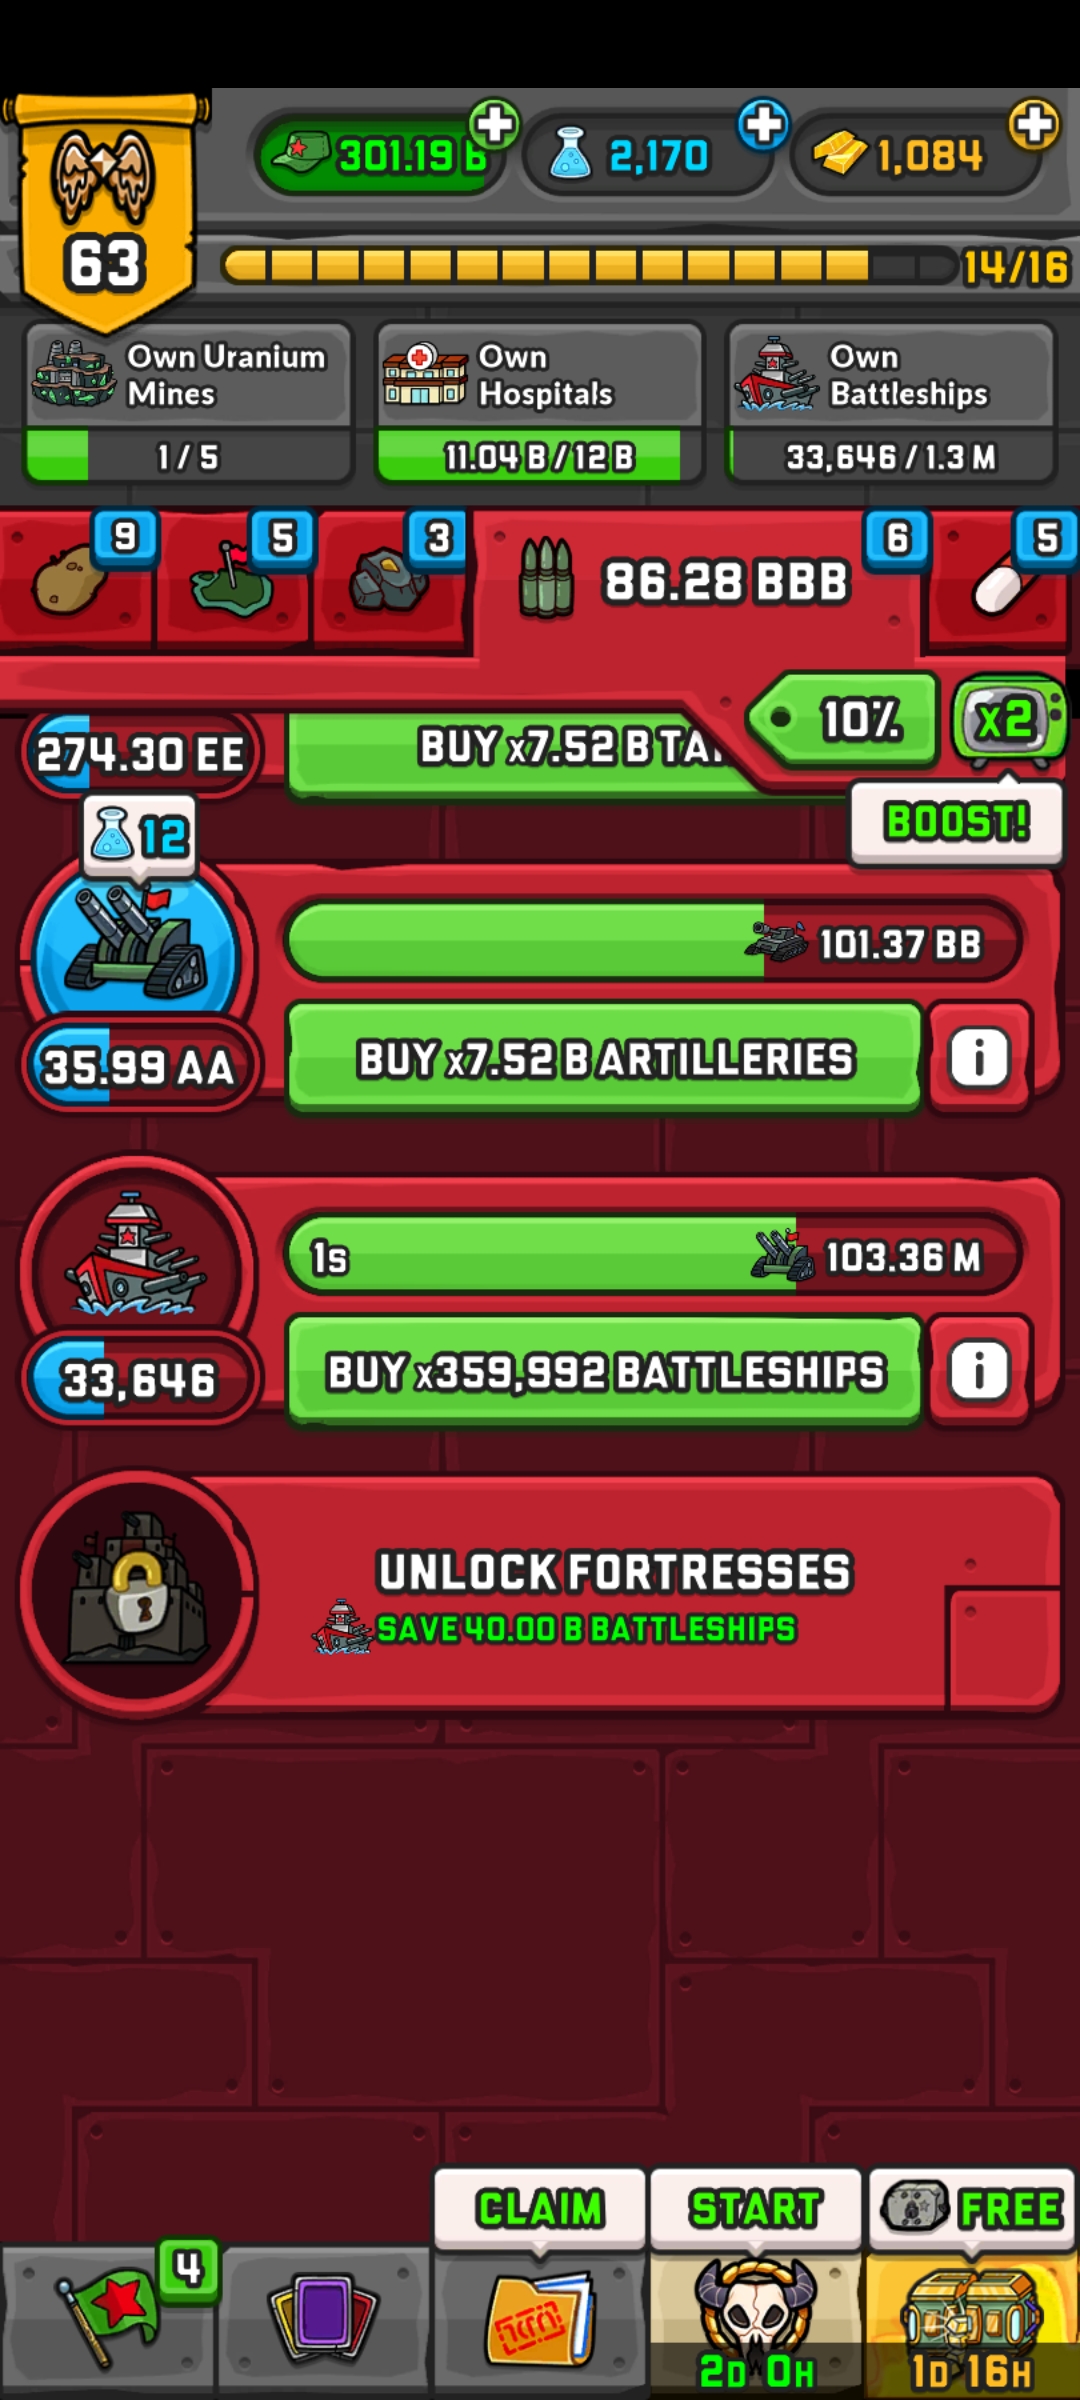 301.19 B
2,170
1,084
63
14/16
Own Uranium
Mines
1 / 5
Own
Hospitals
11.04 B / 12 B
Own
Battleships
33,646 / 1.3 M
9
5
3
86.28 BBB
6
5
10%
x2
BOOST!
274.30 EE
BUY x7.52 B TA
12
101.37 BB
35.99 AA
BUY x7.52 B ARTILLERIES
i
1s
103.36 M
33,646
BUY x359,992 BATTLESHIPS
i
UNLOCK FORTRESSES
SAVE 40.00 B BATTLESHIPS
CLAIM
START
FREE
4
2D 0H
1D 16H